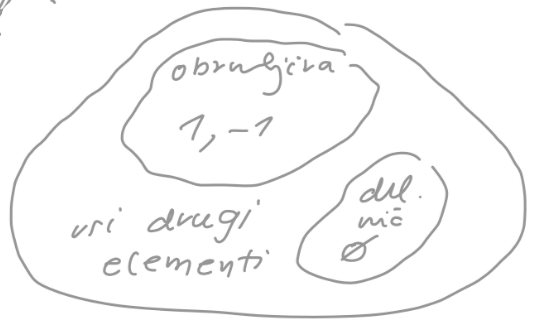 obrnljiva
1, -1
vsi drugi
elementi
del.
nič
Ø